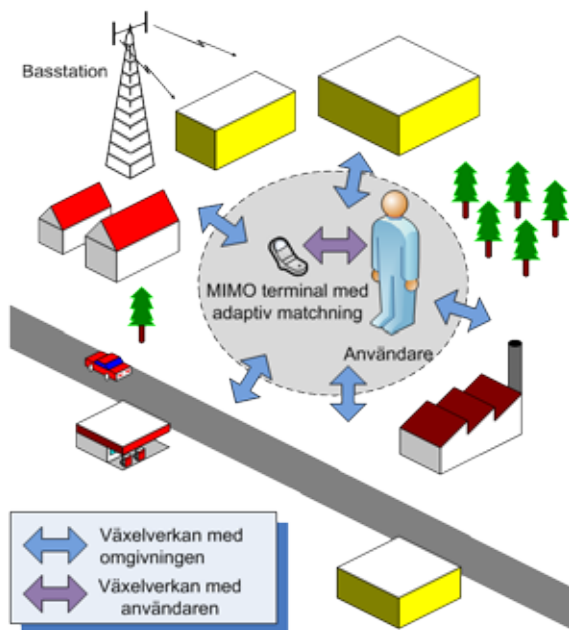 Basstation
MIMO terminal med
adaptiv matchning
Användare
Växelverkan med
omgivningen
Växelverkan med
användaren